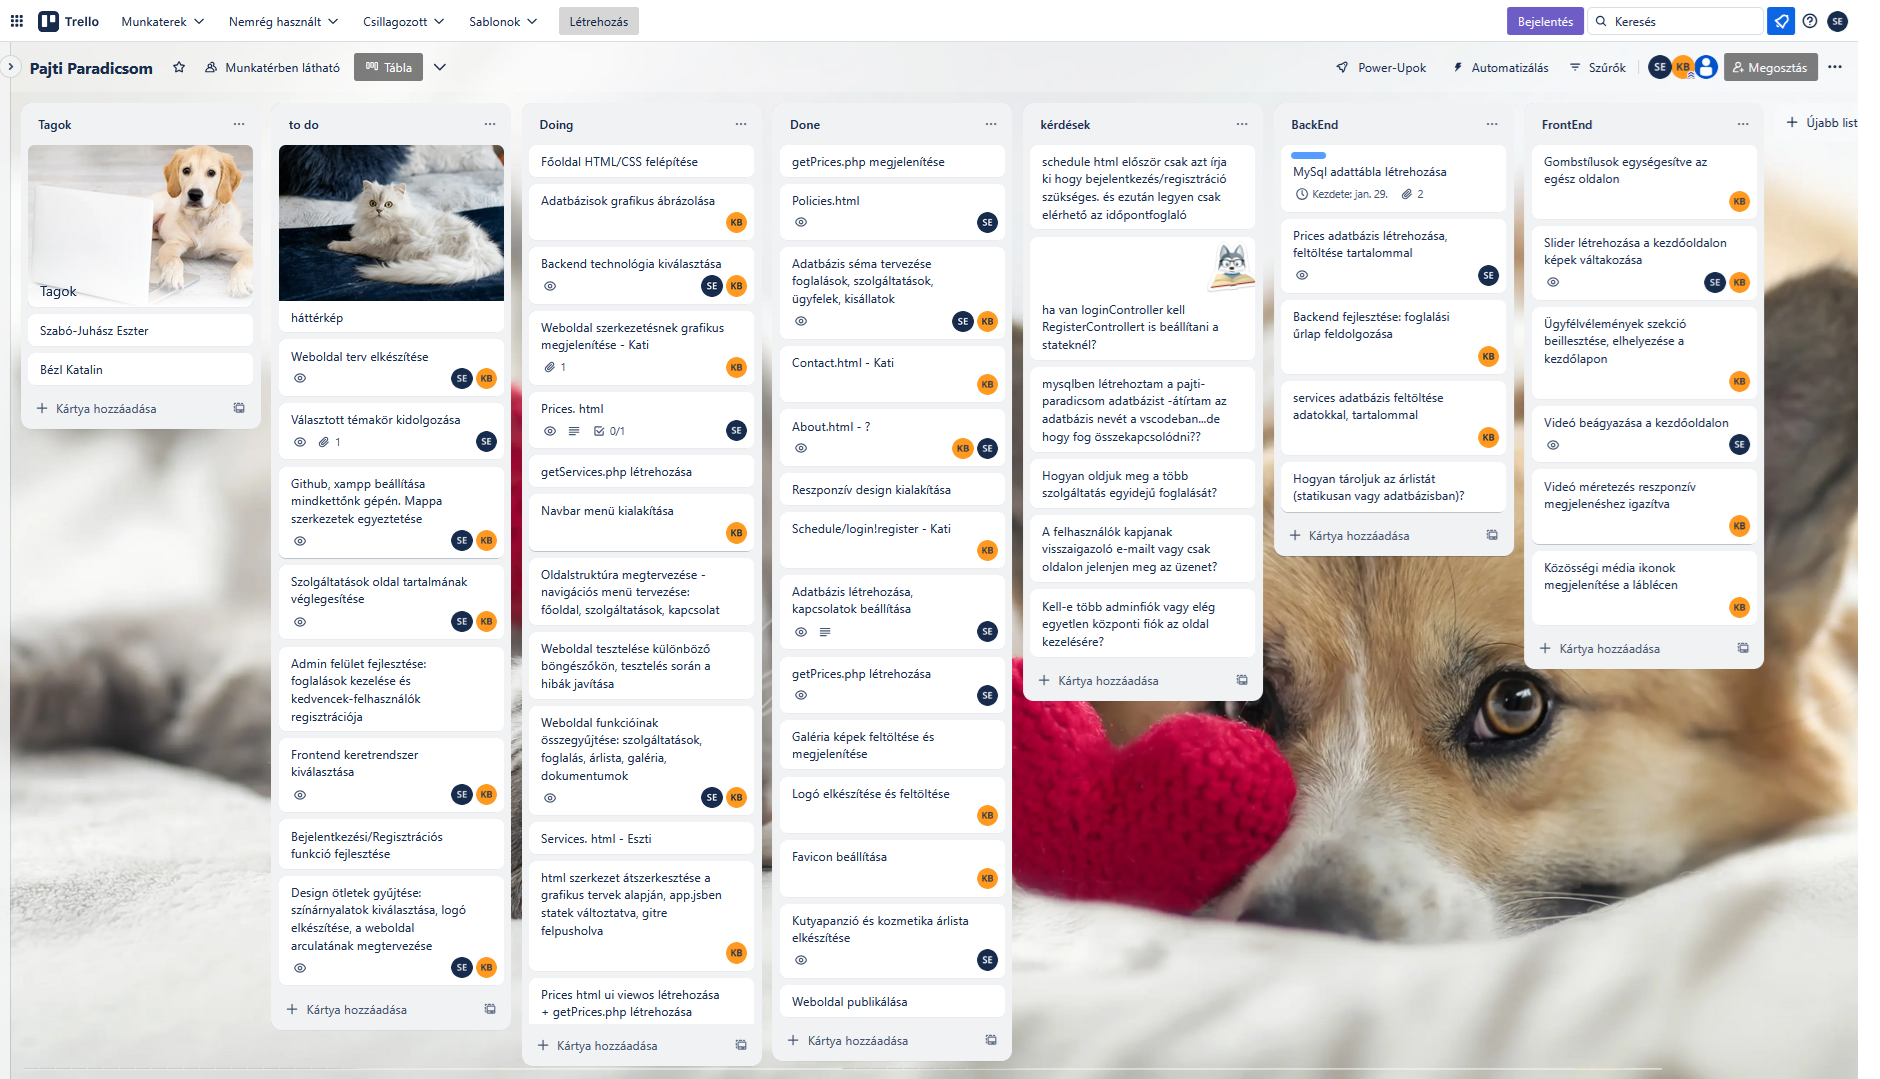 Trello
Munkaterek
Nemrég használt
Csillagozott
Sablonok
Létrehozás
Bejelentés
Keresés
SE
Pajti Paradicsom
Munkatérben látható
Tábla
Power-Upok
Automatizálás
Szűrők
SE
KB
Megosztás
Tagok
Tagok
Szabó-Juhász Eszter
Bézl Katalin
Kártya hozzáadása
to do
háttérkép
Weboldal terv elkészítése
SE
KB
Választott témakör kidolgozása
1
SE
Github, xampp beállítása
mindkettőnk gépén. Mappa
szerkezetek egyeztetése
SE
KB
Szolgáltatások oldal tartalmának
véglegesítése
SE
KB
Admin felület fejlesztése:
foglalások kezelése és
kedvencek-felhasználók
regisztrációja
Frontend keretrendszer
kiválasztása
SE
KB
Bejelentkezési/Regisztrációs
funkció fejlesztése
Design ötletek gyűjtése:
színárnyalatok kiválasztása, logó
elkészítése, a weboldal
arculatának megtervezése
SE
KB
Kártya hozzáadása
Doing
Főoldal HTML/CSS felépítése
Adatbázisok grafikus ábrázolása
KB
Backend technológia kiválasztása
SE
KB
Weboldal szerkezetésnek grafikus
megjelenítése - Kati
1
KB
Prices. html
0/1
SE
getServices.php létrehozása
Navbar menü kialakítása
KB
Oldalstruktúra megtervezése -
navigációs menü tervezése:
főoldal, szolgáltatások, kapcsolat
Weboldal tesztelése különböző
böngészőkön, tesztelés során a
hibák javítása
Weboldal funkcióinak
összegyűjtése: szolgáltatások,
foglalás, árlista, galéria,
dokumentumok
SE
KB
Services. html - Eszti
html szerkezet átszerkesztése a
grafikus tervek alapján, app.jsben
statek változtatva, gitre
felpusholva
KB
Prices html ui viewos létrehozása
+ getPrices.php létrehozása
Kártya hozzáadása
Done
getPrices.php megjelenítése
Policies.html
SE
Adatbázis séma tervezése
foglalások, szolgáltatások,
ügyfelek, kisállatok
SE
KB
Contact.html - Kati
KB
About.html - ?
KB
SE
Reszponzív design kialakítása
Schedule/login!register - Kati
KB
Adatbázis létrehozása,
kapcsolatok beállítása
SE
getPrices.php létrehozása
SE
Galéria képek feltöltése és
megjelenítése
Logó elkészítése és feltöltése
KB
Favicon beállítása
KB
Kutyapanzió és kozmetika árlista
elkészítése
SE
Weboldal publikálása
Kártya hozzáadása
kérdések
schedule html először csak azt írja
ki hogy bejelentkezés/regisztráció
szükséges. és ezután legyen csak
elérhető az időpontfoglaló
ha van loginController kell
RegisterControllert is beállítani a
stateknél?
mysqlben létrehoztam a pajti-
paradicsom adatbázist -átírtam az
adatbázis nevét a vscodeban...de
hogy fog összekapcsolódni??
Hogyan oldjuk meg a több
szolgáltatás egyidejű foglalását?
A felhasználók kapjanak
visszaigazoló e-mailt vagy csak
oldalon jelenjen meg az üzenet?
Kell-e több adminfiók vagy elég
egyetlen központi fiók az oldal
kezelésére?
Kártya hozzáadása
BackEnd
MySql adattábla létrehozása
Kezdete: jan. 29.
2
Prices adatbázis létrehozása,
feltöltése tartalommal
SE
Backend fejlesztése: foglalási
űrlap feldolgozása
KB
services adatbázis feltöltése
adatokkal, tartalommal
KB
Hogyan tároljuk az árlistát
(statikusan vagy adatbázisban)?
Kártya hozzáadása
FrontEnd
Gombstílusok egységesítve az
egész oldalon
KB
Slider létrehozása a kezdőoldalon
képek váltakozása
SE
KB
Ügyfélvélemények szekció
beillesztése, elhelyezése a
kezdőlapon
KB
Videó beágyazása a kezdőoldalon
SE
Videó méretezés reszponzív
megjelenéshez igazítva
KB
Közösségi média ikonok
megjelenítése a láblécen
KB
Kártya hozzáadása
Újabb list